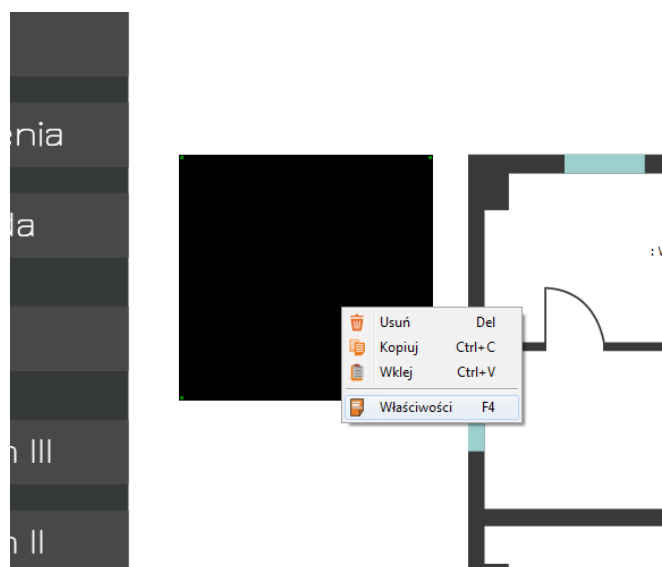 enia
da
Usuń Del
Kopiuj Ctrl+C
Wklej Ctrl+V
Właściwości F4
III
II